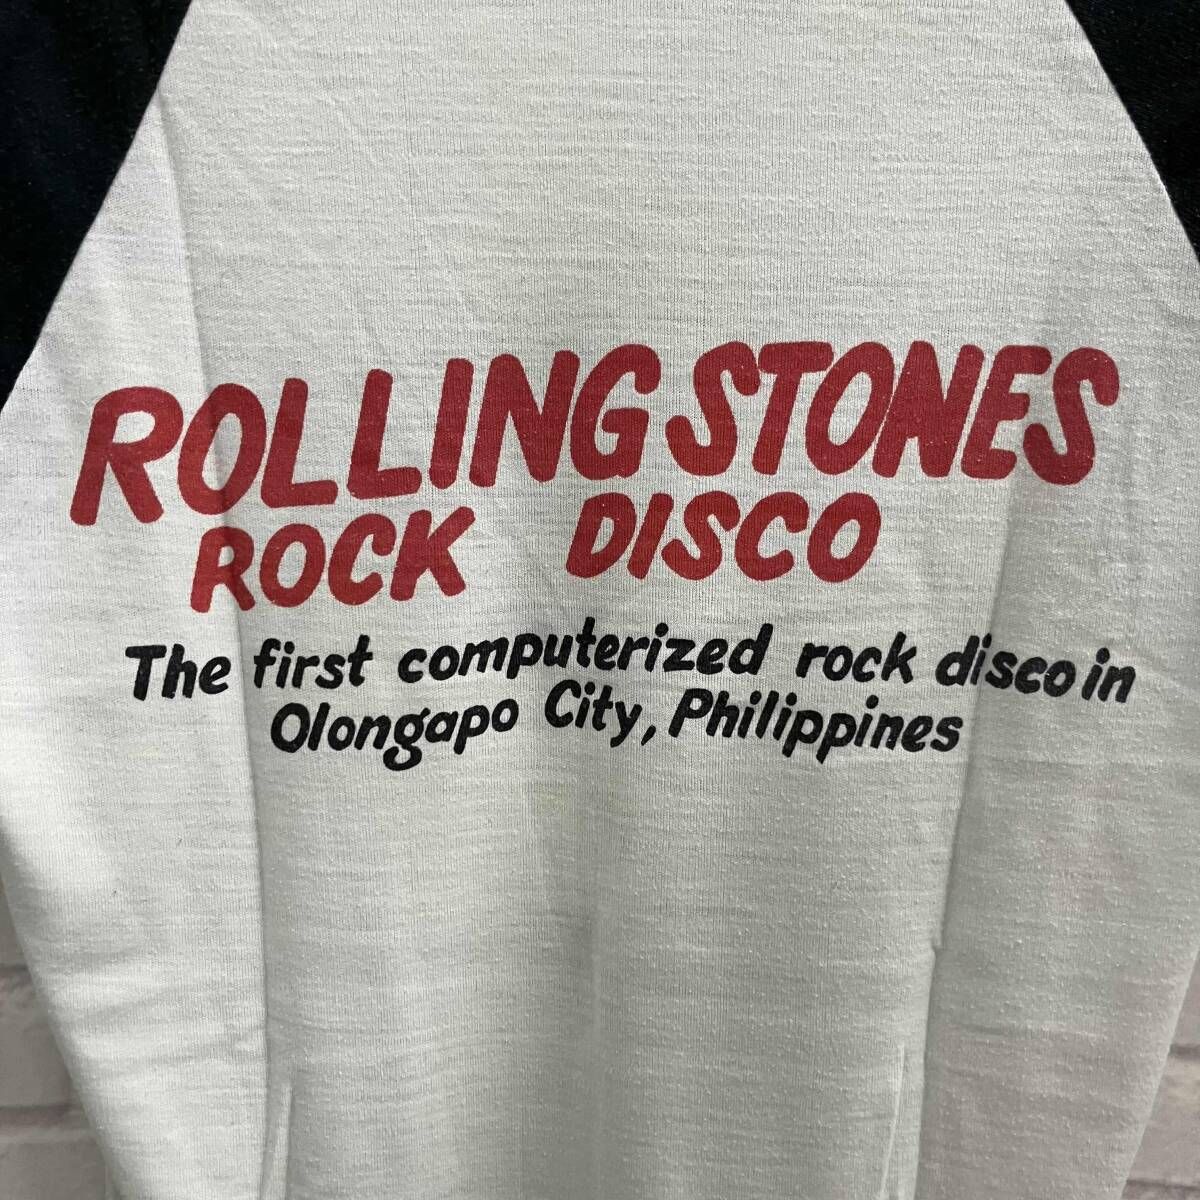 ROLLING STONES
ROCK DISCO
The first computerized rock disco in
Olongapo City, Philippines